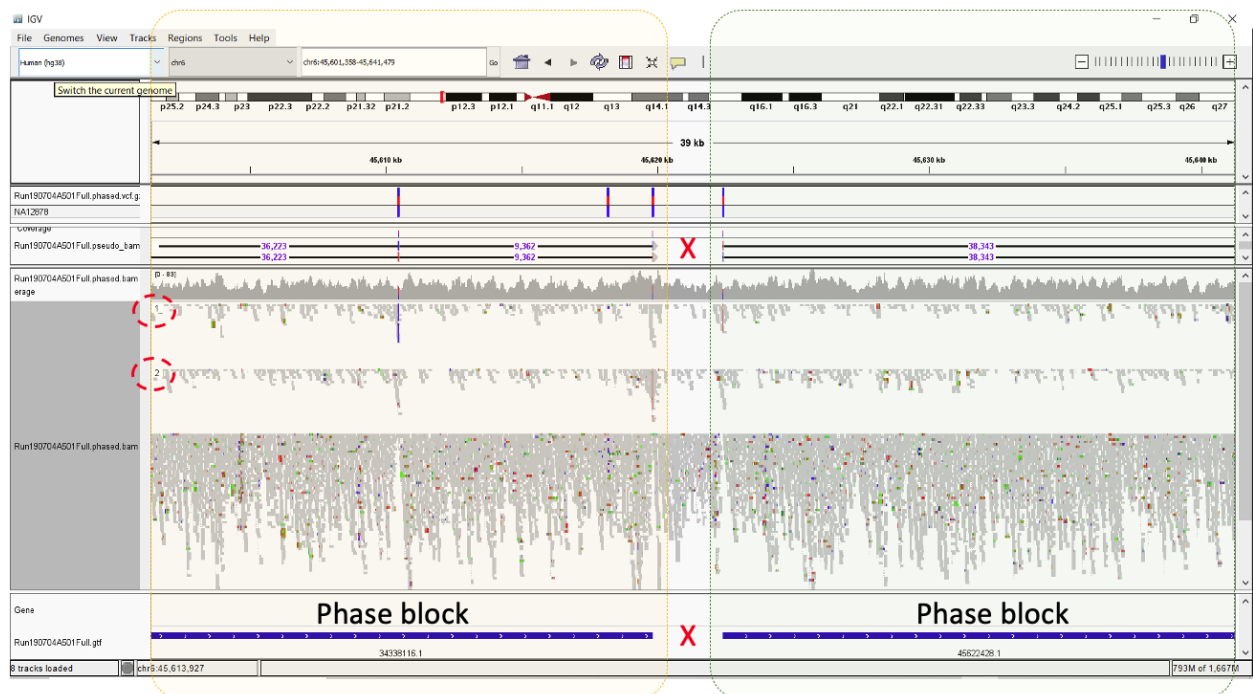 IGV
File Genomes View Tracks Regions Tools Help
Human (hg38) chr6 chr6:45,601,358-45,641,479 Go
Switch the current genome
p25.2 p24.3 p23 p22.3 p22.2 p21.32 p21.2 p12.3 p12.1 q11.1 q12 q13 q14.1 q14.3 q16.1 q16.3 q21 q22.1 q22.31 q22.33 q23.3 q24.2 q25.1 q25.3 q26 q27
39 kb
45,610 kb 45,620 kb 45,630 kb 45,640 kb
Run190704A501Full.phased.vcf.g
NA12878
Coverage
Run190704A501Full.pseudo_bam
36,223 9,362 X 38,343
36,223 9,362 38,343
Run190704A501Full.phased.bam
erage
[0 - 83]
1
2
Run190704A501Full.phased.bam
Gene
Phase block Phase block
X
Run190704A501Full.gtf
34338116.1 45622428.1
8 tracks loaded chr6:45,613,927 793M of 1,667M